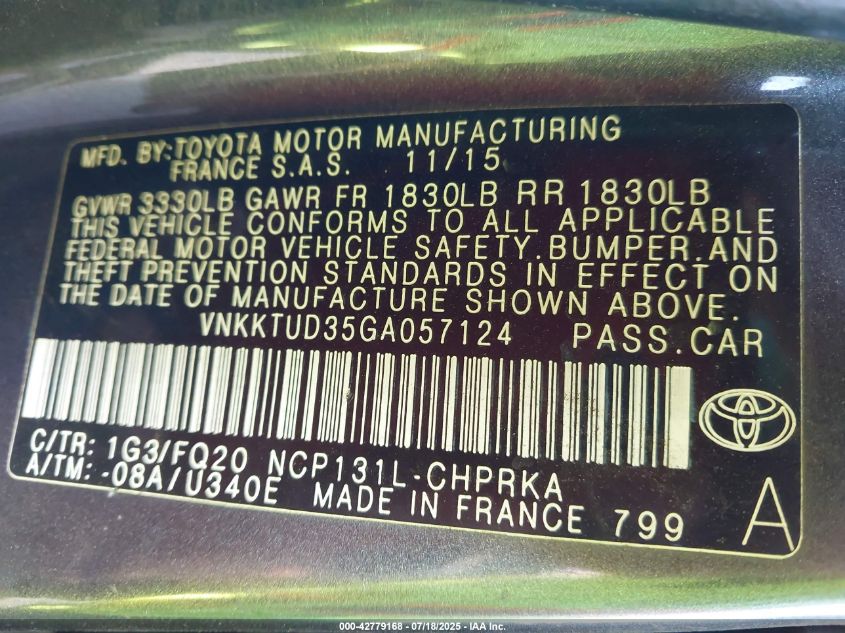 MFD. BY:TOYOTA MOTOR MANUFACTURING
FRANCE S.A.S. 11/15
GVWR 3330LB GAWR FR 1830LB RR 1830LB
THIS VEHICLE CONFORMS TO ALL APPLICABLE
FEDERAL MOTOR VEHICLE SAFETY.BUMPER.AND
THEFT PREVENTION STANDARDS IN EFFECT ON
THE DATE OF MANUFACTURE SHOWN ABOVE.
VNKKTUD35GA057124 PASS.CAR
C/TR: 1G3/FQ20 NCP131L-CHPRKA
A/TM: -08A/U340E MADE IN FRANCE 799 A
000-42779168 - 07/18/2025 - IAA Inc.